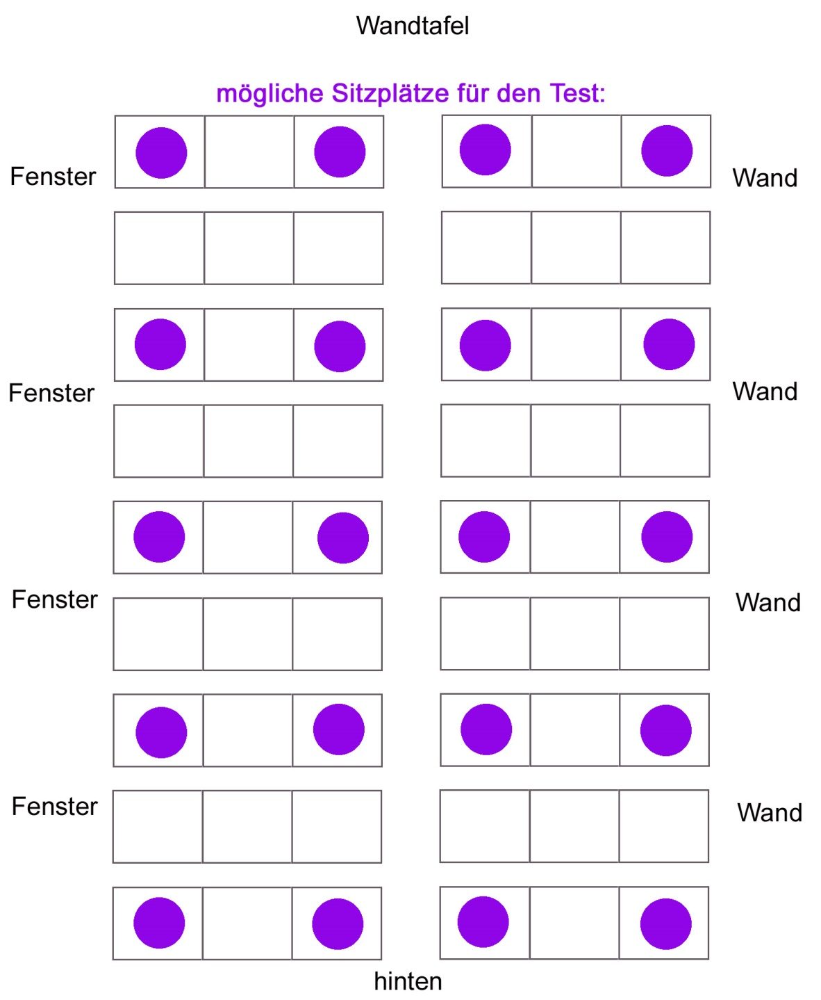 Wandtafel
mögliche Sitzplätze für den Test:
Fenster
Wand
Fenster
Wand
Fenster
Wand
Fenster
Wand
hinten